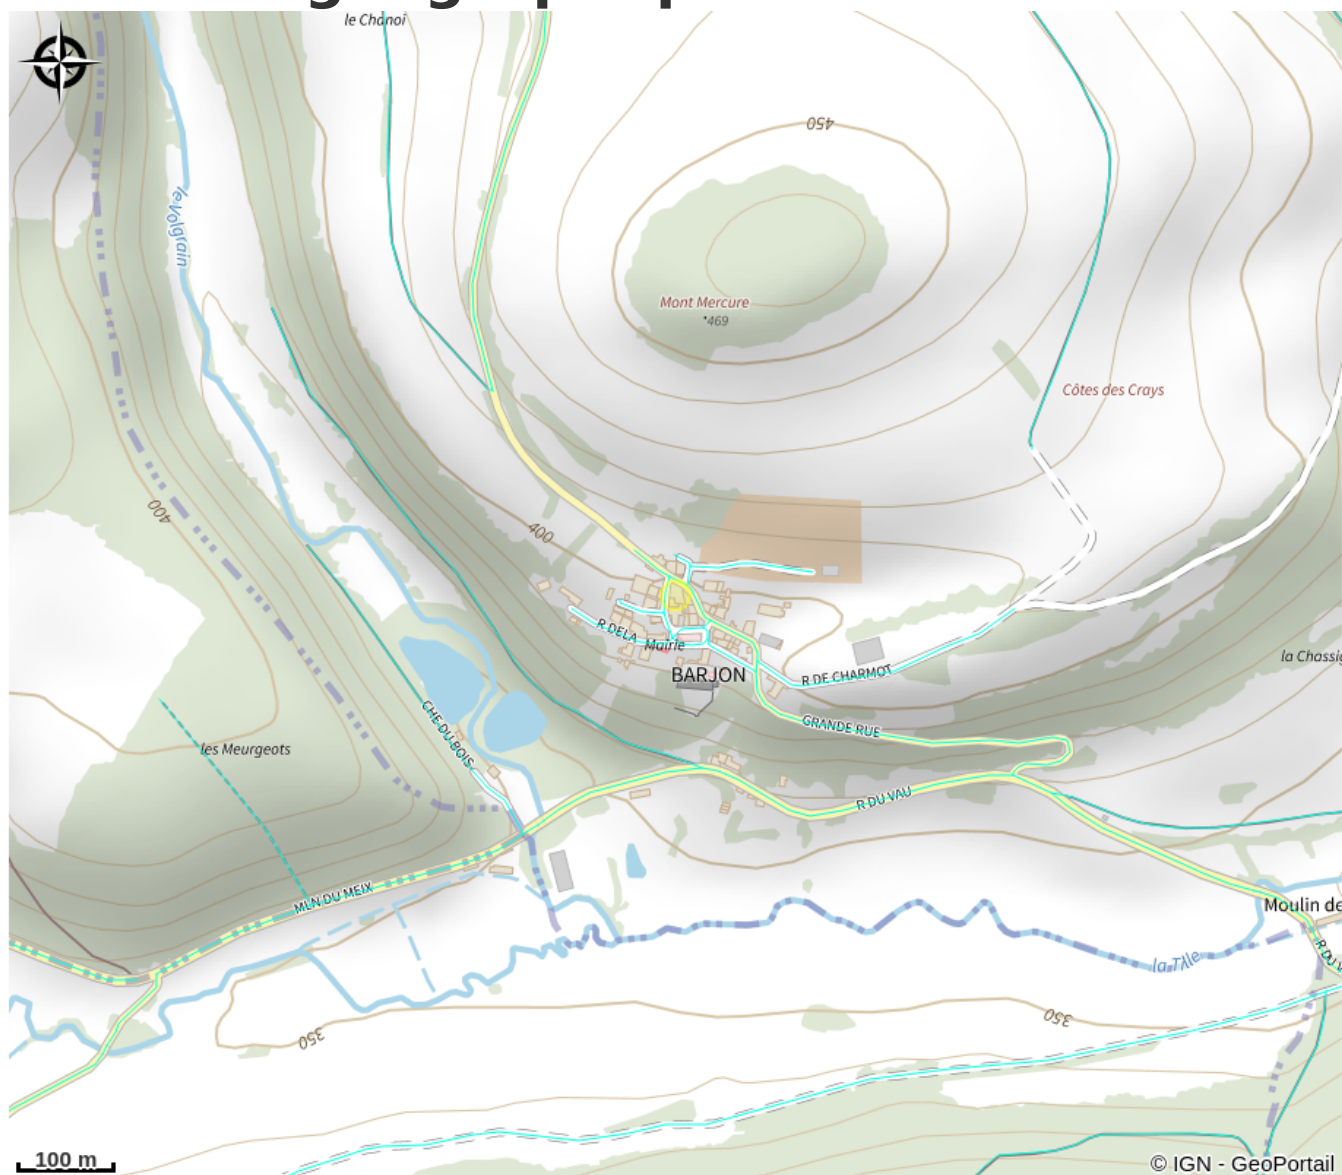 le Chanoi
450
le Volgrain
Mont Mercure
469
Côtes des Crays
400
400
R DE LA
Mairie
BARJON
R DE CHARMOT
la Chassig
GRANDE RUE
CHE DU BOIS
les Meurgeots
R DU VAU
MLN DU MEIX
Moulin de
R DU V
la Tille
350
350
100 m
© IGN - GeoPortail